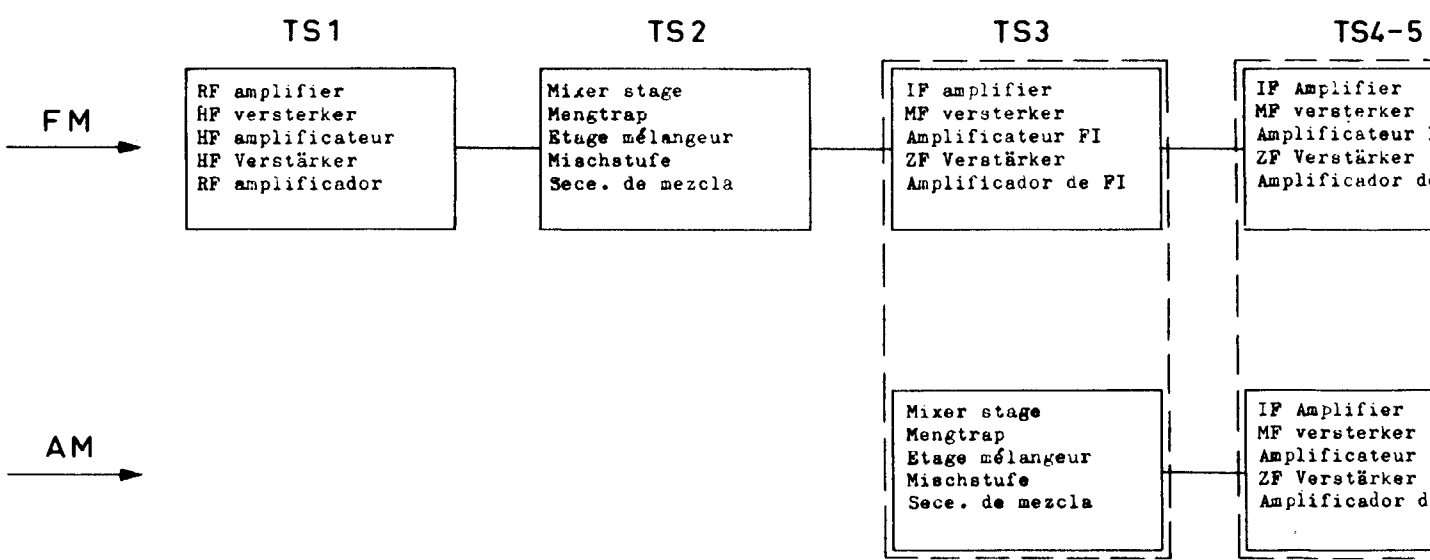 TS1
TS2
TS3
TS4-5
FM
RF amplifier
HF versterker
HF amplificateur
HF Verstärker
RF amplificador
Mixer stage
Mengtrap
Etage mélangeur
Mischstufe
Sece. de mezcla
IF amplifier
MF versterker
Amplificateur FI
ZF Verstärker
Amplificador de FI
IF Amplifier
MF versterker
Amplificateur
ZF Verstärker
Amplificador
AM
Mixer stage
Mengtrap
Etage mélangeur
Mischstufe
Sece. de mezcla
IF Amplifier
MF versterker
Amplificateur
ZF Verstärker
Amplificador